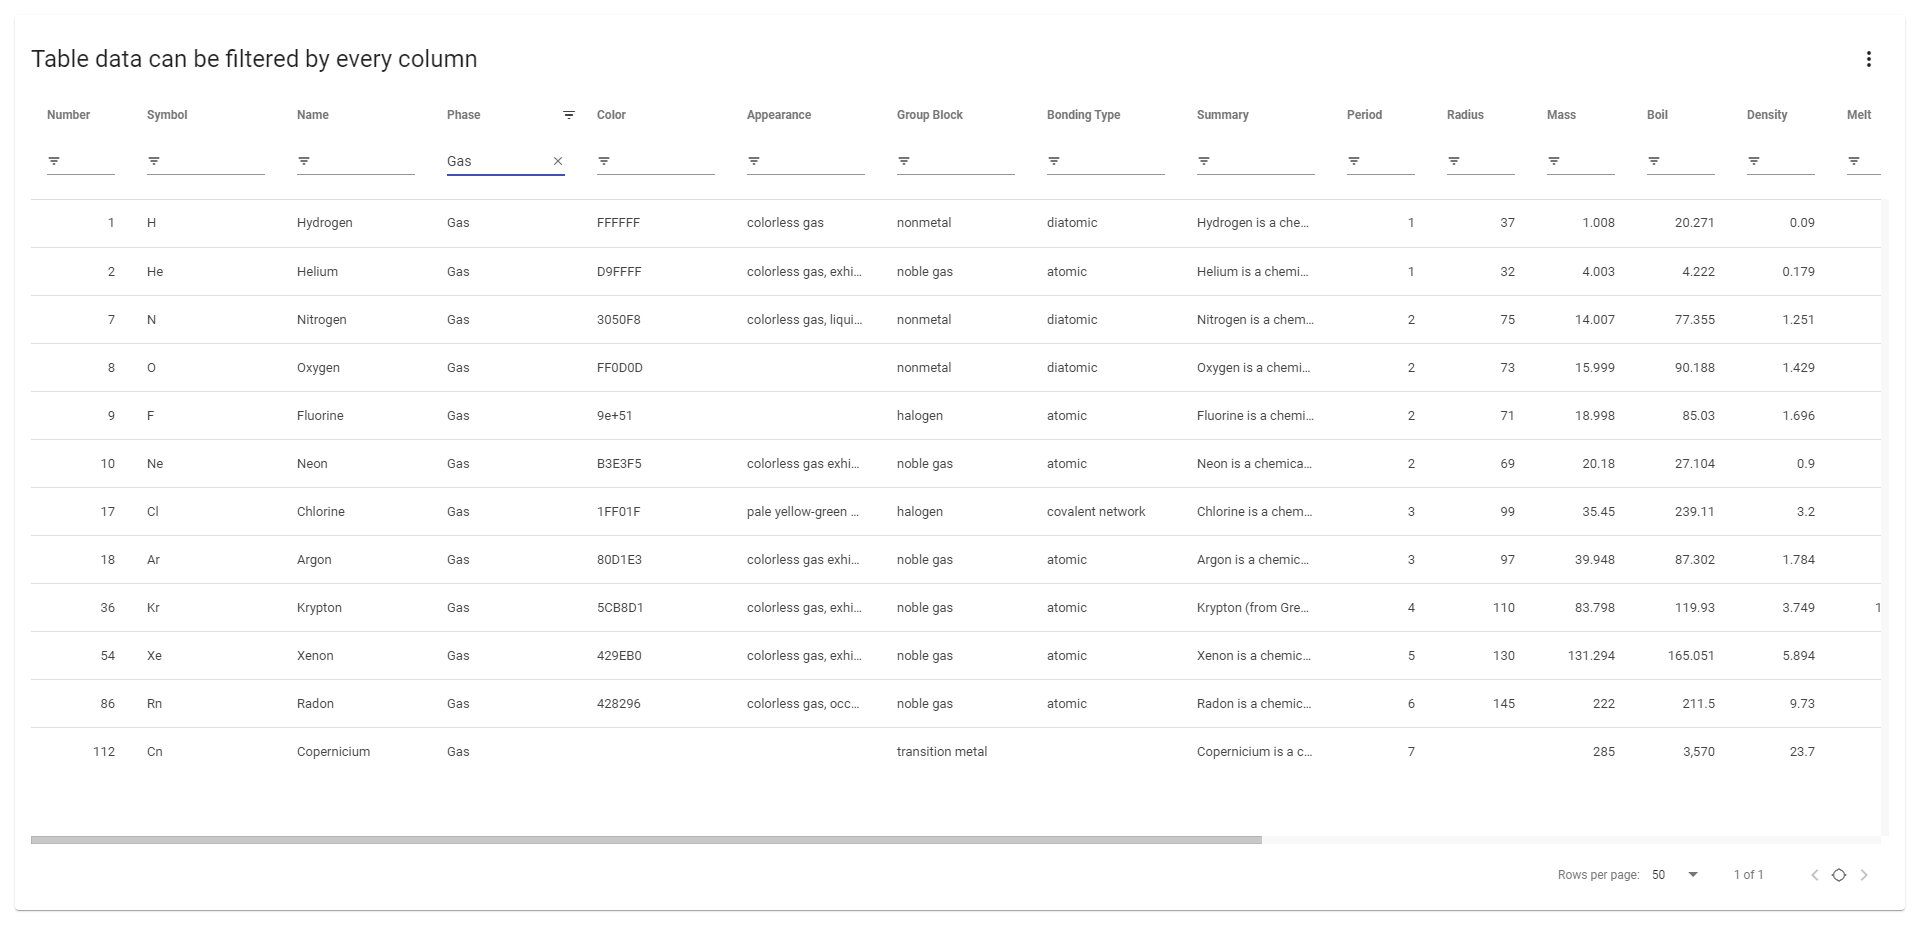 Table data can be filtered by every column
Number Symbol Name Phase Color Appearance Group Block Bonding Type Summary Period Radius Mass Boil Density Melt
Gas
1 H Hydrogen Gas FFFFFF colorless gas nonmetal diatomic Hydrogen is a che... 1 37 1.008 20.271 0.09
2 He Helium Gas D9FFFF colorless gas, exhi... noble gas atomic Helium is a chemi... 1 32 4.003 4.222 0.179
7 N Nitrogen Gas 3050F8 colorless gas, liqui... nonmetal diatomic Nitrogen is a chem... 2 75 14.007 77.355 1.251
8 O Oxygen Gas FF0D0D nonmetal diatomic Oxygen is a chemi... 2 73 15.999 90.188 1.429
9 F Fluorine Gas 9e+51 halogen atomic Fluorine is a chemi... 2 71 18.998 85.03 1.696
10 Ne Neon Gas B3E3F5 colorless gas exhi... noble gas atomic Neon is a chemica... 2 69 20.18 27.104 0.9
17 Cl Chlorine Gas 1FF01F pale yellow-green ... halogen covalent network Chlorine is a chem... 3 99 35.45 239.11 3.2
18 Ar Argon Gas 80D1E3 colorless gas exhi... noble gas atomic Argon is a chemic... 3 97 39.948 87.302 1.784
36 Kr Krypton Gas 5CB8D1 colorless gas, exhi... noble gas atomic Krypton (from Gre... 4 110 83.798 119.93 3.749 1
54 Xe Xenon Gas 429EB0 colorless gas, exhi... noble gas atomic Xenon is a chemic... 5 130 131.294 165.051 5.894
86 Rn Radon Gas 428296 colorless gas, occ... noble gas atomic Radon is a chemic... 6 145 222 211.5 9.73
112 Cn Copernicium Gas transition metal Copernicium is a c... 7 285 3,570 23.7
Rows per page: 50 1 of 1